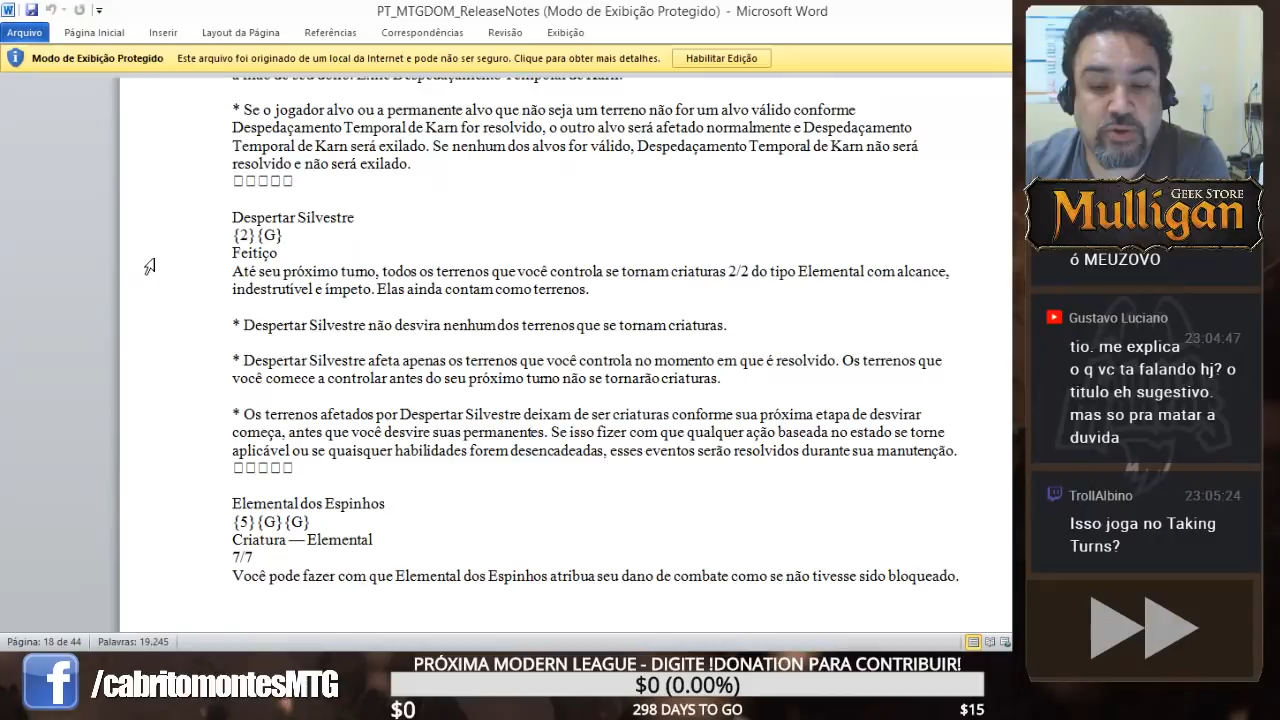 PT_MTGDOM_ReleaseNotes (Modo de Exibição Protegido) - Microsoft Word
Arquivo
Página Inicial
Inserir
Layout da Página
Referências
Correspondências
Revisão
Exibição
Modo de Exibição Protegido
Este arquivo foi originado de um local da Internet e pode não ser seguro. Clique para obter mais detalhes.
Habilitar Edição
* Se o jogador alvo ou a permanente alvo que não seja um terreno não for um alvo válido conforme
Despedaçamento Temporal de Karn for resolvido, o outro alvo será afetado normalmente e Despedaçamento
Temporal de Karn será exilado. Se nenhum dos alvos for válido, Despedaçamento Temporal de Karn não será
resolvido e não será exilado.
Despertar Silvestre
{2}{G}
Feitiço
Até seu próximo turno, todos os terrenos que você controla se tornam criaturas 2/2 do tipo Elemental com alcance,
indestrutível e ímpeto. Elas ainda contam como terrenos.
* Despertar Silvestre não desvira nenhum dos terrenos que se tornam criaturas.
* Despertar Silvestre afeta apenas os terrenos que você controla no momento em que é resolvido. Os terrenos que
você comece a controlar antes do seu próximo turno não se tornarão criaturas.
* Os terrenos afetados por Despertar Silvestre deixam de ser criaturas conforme sua próxima etapa de desvirar
começa, antes que você desvire suas permanentes. Se isso fizer com que qualquer ação baseada no estado se torne
aplicável ou se quaisquer habilidades forem desencadeadas, esses eventos serão resolvidos durante sua manutenção.
Elemental dos Espinhos
{5}{G}{G}
Criatura — Elemental
7/7
Você pode fazer com que Elemental dos Espinhos atribua seu dano de combate como se não tivesse sido bloqueado.
Página: 18 de 44
Palavras: 19.245
GEEK STORE
Mulligan
ó MEUZOVO
Gustavo Luciano
23:04:47
tio. me explica
o q vc ta falando hj? o
titulo eh sugestivo.
mas so pra matar a
duvida
TrollAlbino
23:05:24
Isso joga no Taking
Turns?
f
/cabritomontesMTG
PRÓXIMA MODERN LEAGUE - DIGITE !DONATION PARA CONTRIBUIR!
$0 (0.00%)
$0
298 DAYS TO GO
$15